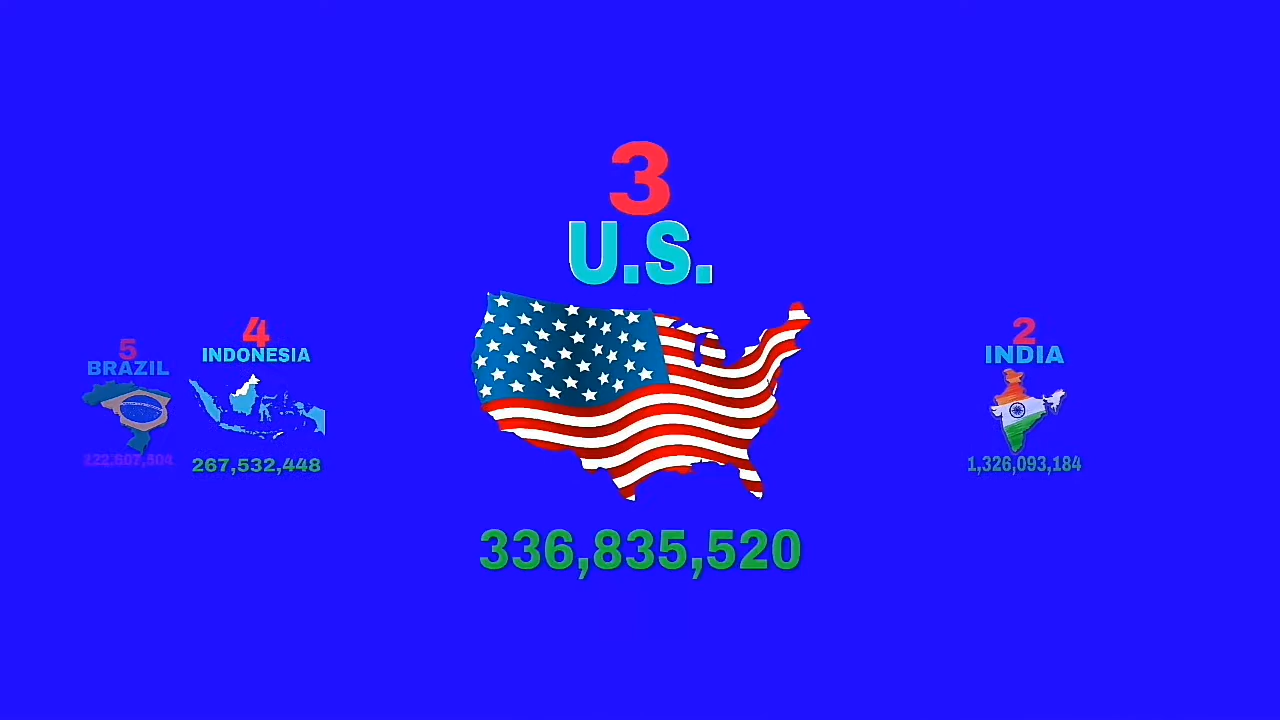 5
BRAZIL
4
INDONESIA
267,532,448
3
U.S.
336,835,520
2
INDIA
1,326,093,184